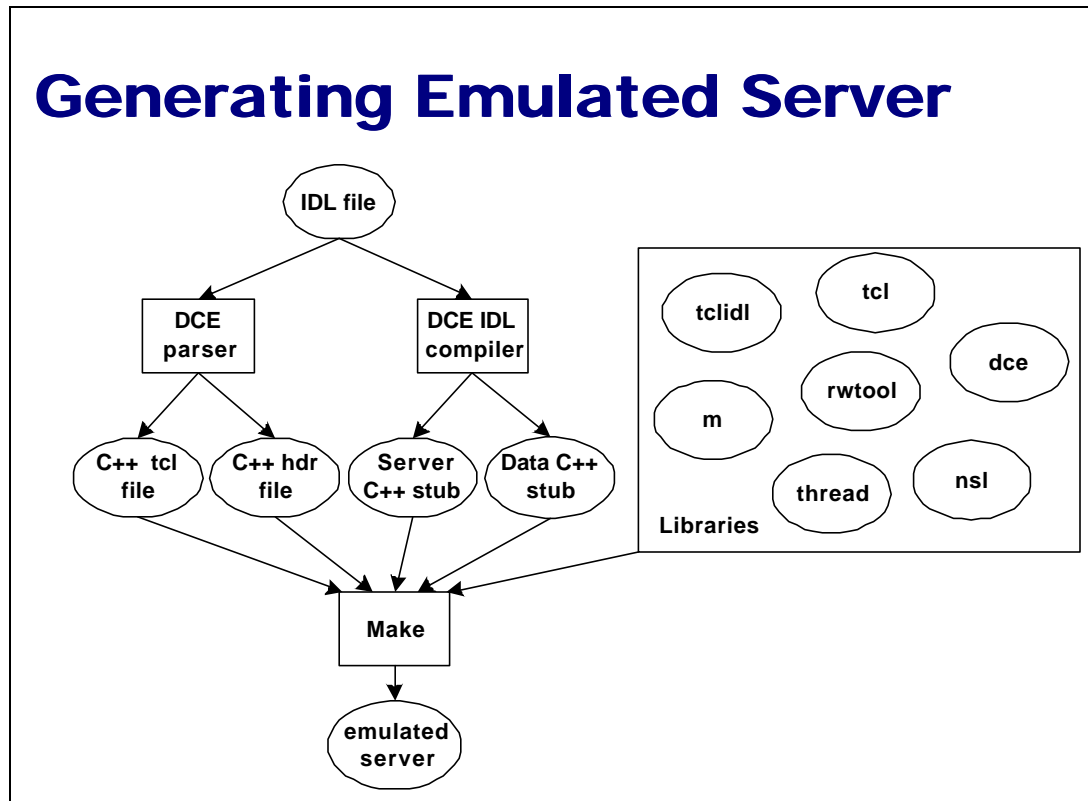 Generating Emulated Server
IDL file
DCE
parser
DCE IDL
compiler
C++ tcl
file
C++ hdr
file
Server
C++ stub
Data C++
stub
tclidl
tcl
dce
rwtool
m
thread
nsl
Libraries
Make
emulated
server